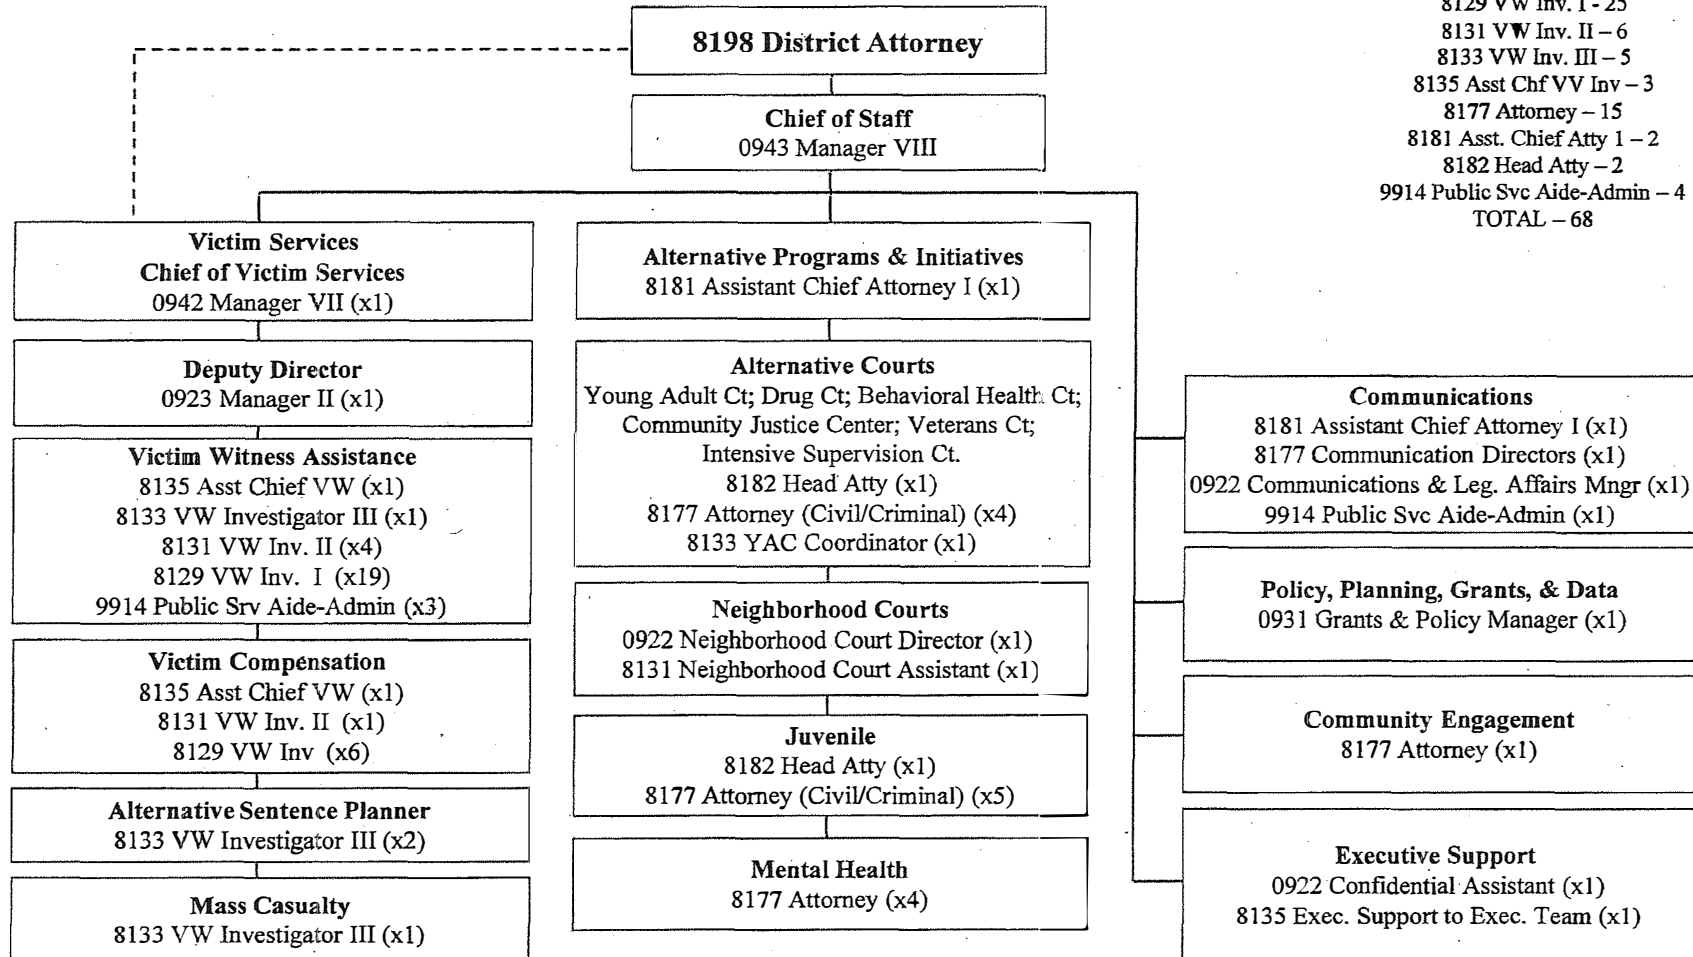 8198 District Attorney
Chief of Staff
0943 Manager VIII
8129 VW Inv. I - 25
8131 VW Inv. II – 6
8133 VW Inv. III – 5
8135 Asst Chf VV Inv – 3
8177 Attorney – 15
8181 Asst. Chief Atty 1 – 2
8182 Head Atty – 2
9914 Public Svc Aide-Admin – 4
TOTAL – 68
Victim Services
Chief of Victim Services
0942 Manager VII (x1)
Deputy Director
0923 Manager II (x1)
Victim Witness Assistance
8135 Asst Chief VW (x1)
8133 VW Investigator III (x1)
8131 VW Inv. II (x4)
8129 VW Inv. I (x19)
9914 Public Srv Aide-Admin (x3)
Victim Compensation
8135 Asst Chief VW (x1)
8131 VW Inv. II (x1)
8129 VW Inv (x6)
Alternative Sentence Planner
8133 VW Investigator III (x2)
Mass Casualty
8133 VW Investigator III (x1)
Alternative Programs & Initiatives
8181 Assistant Chief Attorney I (x1)
Alternative Courts
Young Adult Ct; Drug Ct; Behavioral Health Ct;
Community Justice Center; Veterans Ct;
Intensive Supervision Ct.
8182 Head Atty (x1)
8177 Attorney (Civil/Criminal) (x4)
8133 YAC Coordinator (x1)
Neighborhood Courts
0922 Neighborhood Court Director (x1)
8131 Neighborhood Court Assistant (x1)
Juvenile
8182 Head Atty (x1)
8177 Attorney (Civil/Criminal) (x5)
Mental Health
8177 Attorney (x4)
Communications
8181 Assistant Chief Attorney I (x1)
8177 Communication Directors (x1)
0922 Communications & Leg. Affairs Mngr (x1)
9914 Public Svc Aide-Admin (x1)
Policy, Planning, Grants, & Data
0931 Grants & Policy Manager (x1)
Community Engagement
8177 Attorney (x1)
Executive Support
0922 Confidential Assistant (x1)
8135 Exec. Support to Exec. Team (x1)